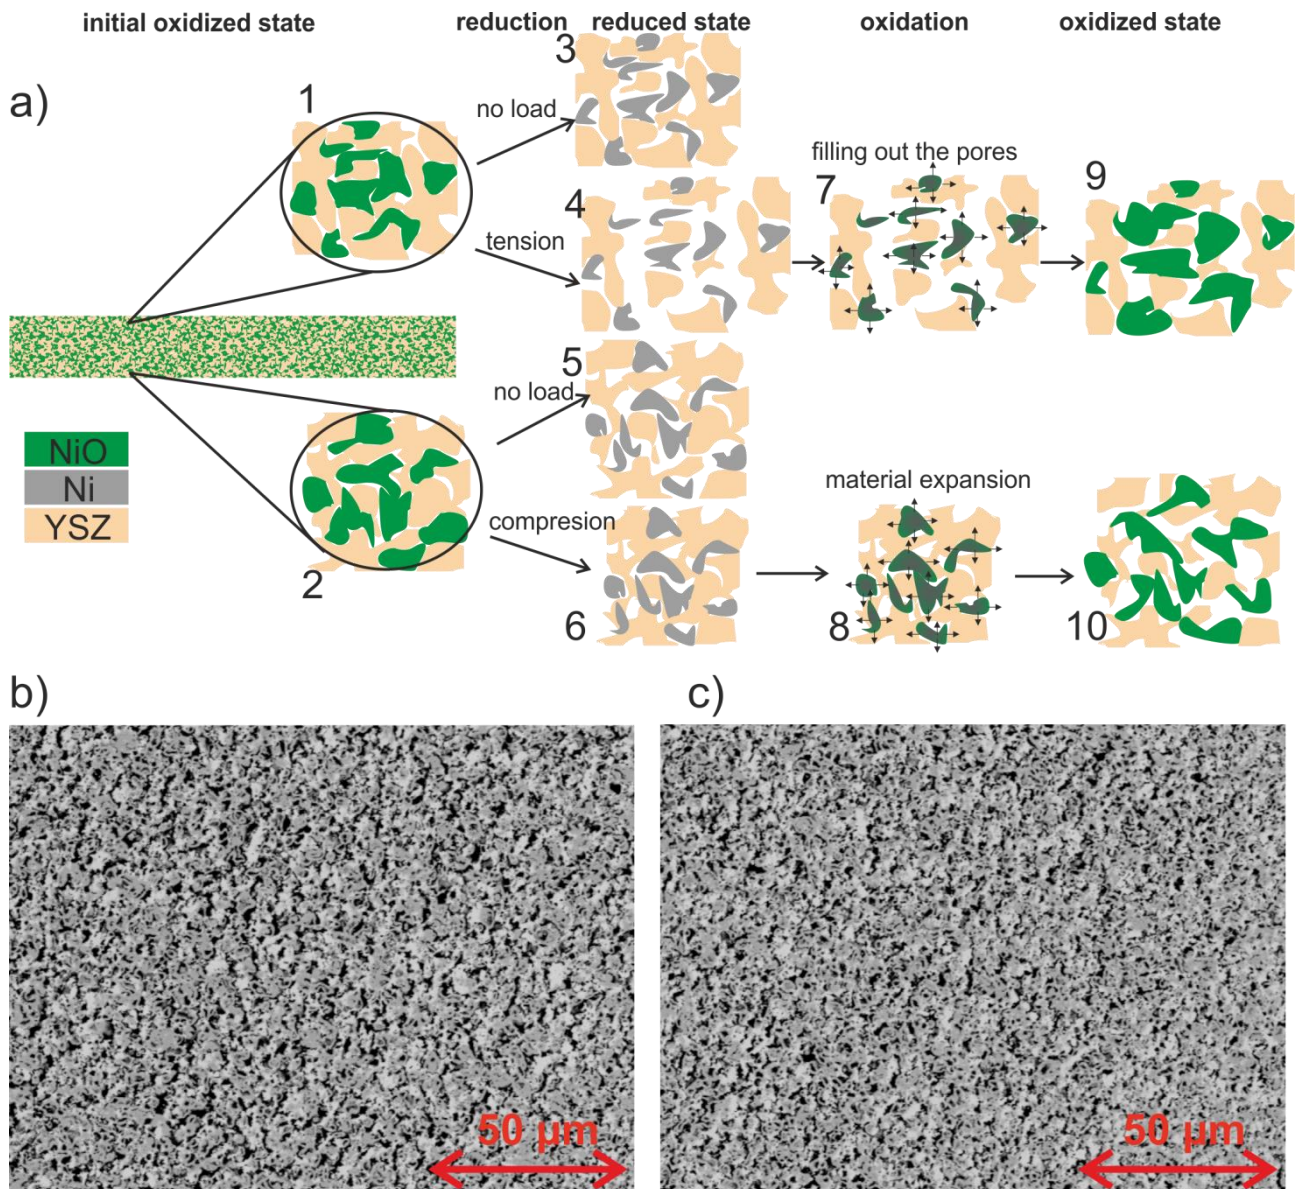 initial oxidized state
reduction
reduced state
oxidation
oxidized state
a)
1
no load
3
tension
4
filling out the pores
7
9
NiO
Ni
YSZ
2
no load
5
compresion
6
material expansion
8
10
b)
c)
50 µm
50 µm